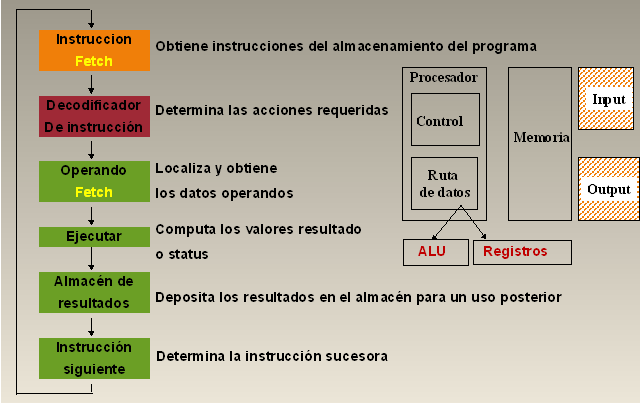 Instruccion
Fetch
Obtiene instrucciones del almacenamiento del programa
Decodificador
De instrucción
Determina las acciones requeridas
Operando
Fetch
Localiza y obtiene
los datos operandos
Ejecutar
Computa los valores resultado
o status
Almacén de
resultados
Deposita los resultados en el almacén para un uso posterior
Instrucción
siguiente
Determina la instrucción sucesora
Procesador
Control
Ruta
de datos
Memoria
Input
Output
ALU
Registros